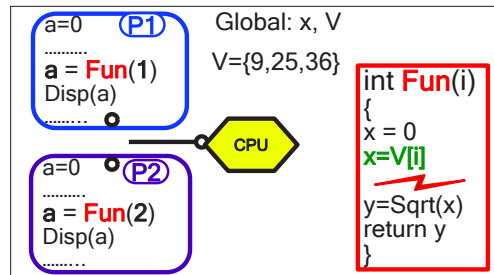 a=0 P1
..........
a = Fun(1)
Disp(a)
.........
Global: x, V
V={9,25,36}
CPU
a=0 P2
..........
a = Fun(2)
Disp(a)
.........
int Fun(i)
{
x = 0
x=V[i]
y=Sqrt(x)
return y
}